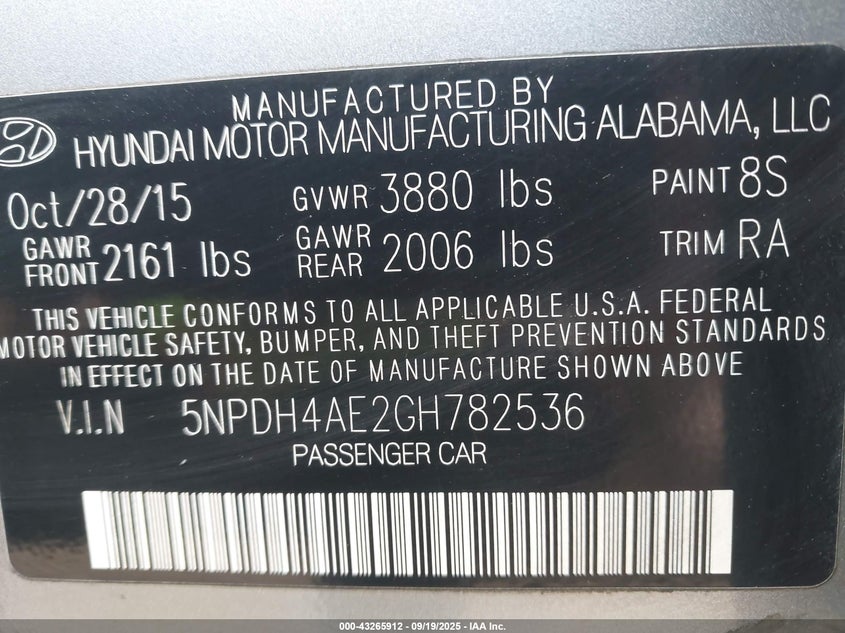 MANUFACTURED BY
HYUNDAI MOTOR MANUFACTURING ALABAMA, LLC
Oct/28/15 GVWR 3880 lbs PAINT 8S
GAWR FRONT 2161 lbs GAWR REAR 2006 lbs TRIM RA
THIS VEHICLE CONFORMS TO ALL APPLICABLE U.S.A. FEDERAL
MOTOR VEHICLE SAFETY, BUMPER, AND THEFT PREVENTION STANDARDS
IN EFFECT ON THE DATE OF MANUFACTURE SHOWN ABOVE
V.I.N 5NPDH4AE2GH782536
PASSENGER CAR
000-43265912 - 09/19/2025 - IAA Inc.